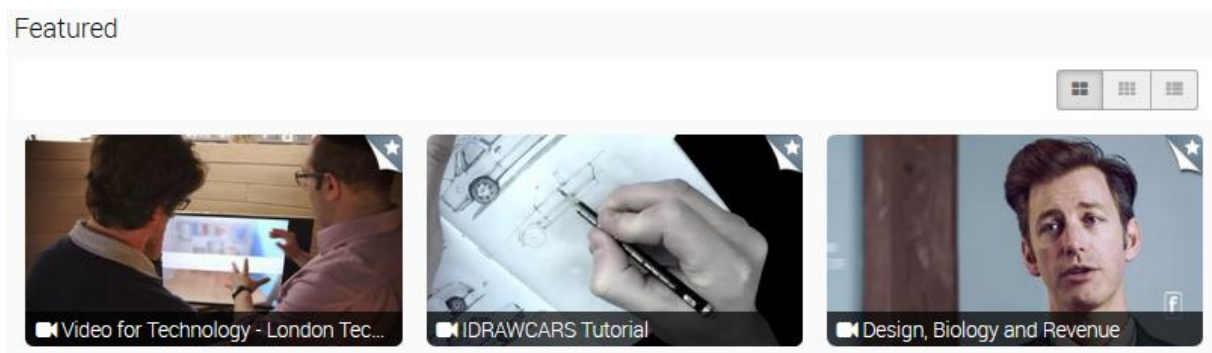 Featured
Video for Technology - London Tec...
IDRAWCARS Tutorial
Design, Biology and Revenue
f